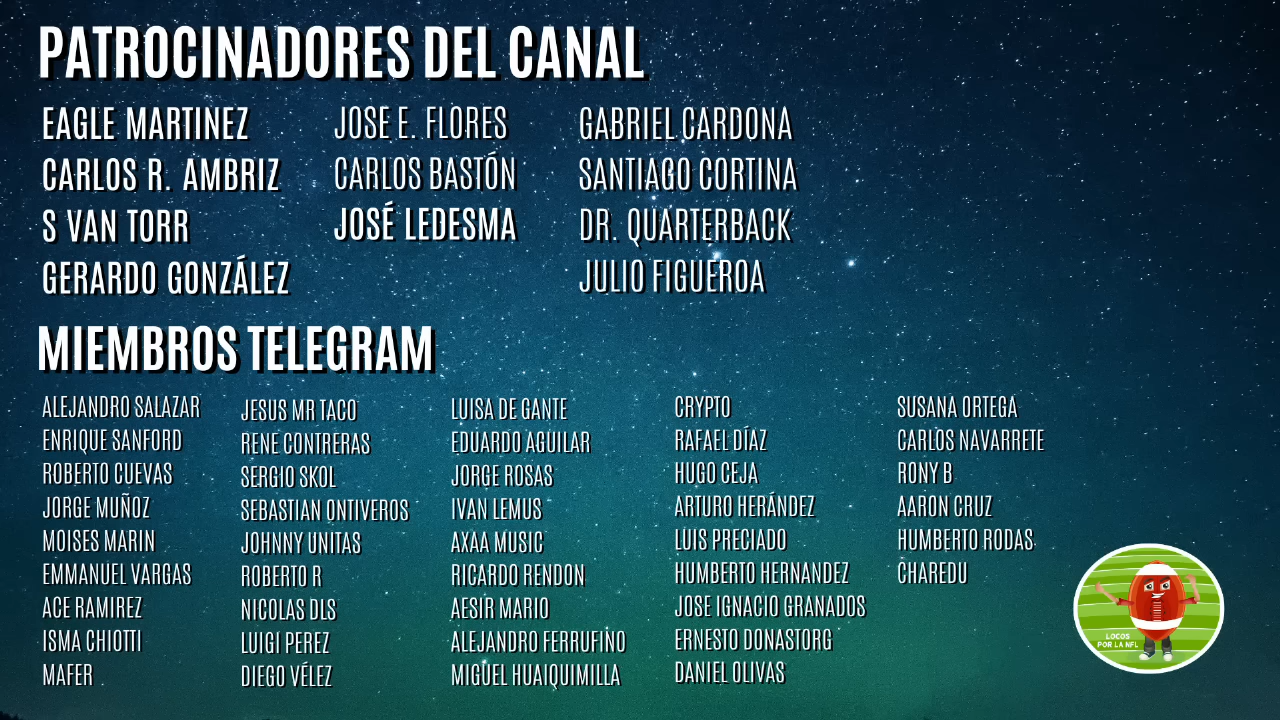 PATROCINADORES DEL CANAL
EAGLE MARTINEZ
CARLOS R. AMBRIZ
S VAN TORR
GERARDO GONZÁLEZ
JOSE E. FLORES
CARLOS BASTÓN
JOSÉ LEDESMA
GABRIEL CARDONA
SANTIAGO CORTINA
DR. QUARTERBACK
JULIO FIGUEROA
MIEMBROS TELEGRAM
ALEJANDRO SALAZAR
ENRIQUE SANFORD
ROBERTO CUEVAS
JORGE MUÑOZ
MOISES MARIN
EMMANUEL VARGAS
ACE RAMIREZ
ISMA CHIOTTI
MAFER
JESUS MR TACO
RENE CONTRERAS
SERGIO SKOL
SEBASTIAN ONTIVEROS
JOHNNY UNITAS
ROBERTO R
NICOLAS DLS
LUIGI PEREZ
DIEGO VÉLEZ
LUISA DE GANTE
EDUARDO AGUILAR
JORGE ROSAS
IVAN LEMUS
AXAA MUSIC
RICARDO RENDON
AESIR MARIO
ALEJANDRO FERRUFINO
MIGUEL HUAIQUIMILLA
CRYPTO
RAFAEL DÍAZ
HUGO CEJA
ARTURO HERÁNDEZ
LUIS PRECIADO
HUMBERTO HERNANDEZ
JOSE IGNACIO GRANADOS
ERNESTO DONASTORG
DANIEL OLIVAS
SUSANA ORTEGA
CARLOS NAVARRETE
RONY B
AARON CRUZ
HUMBERTO RODAS
CHAREDU
LOCOS
POR LA NFL